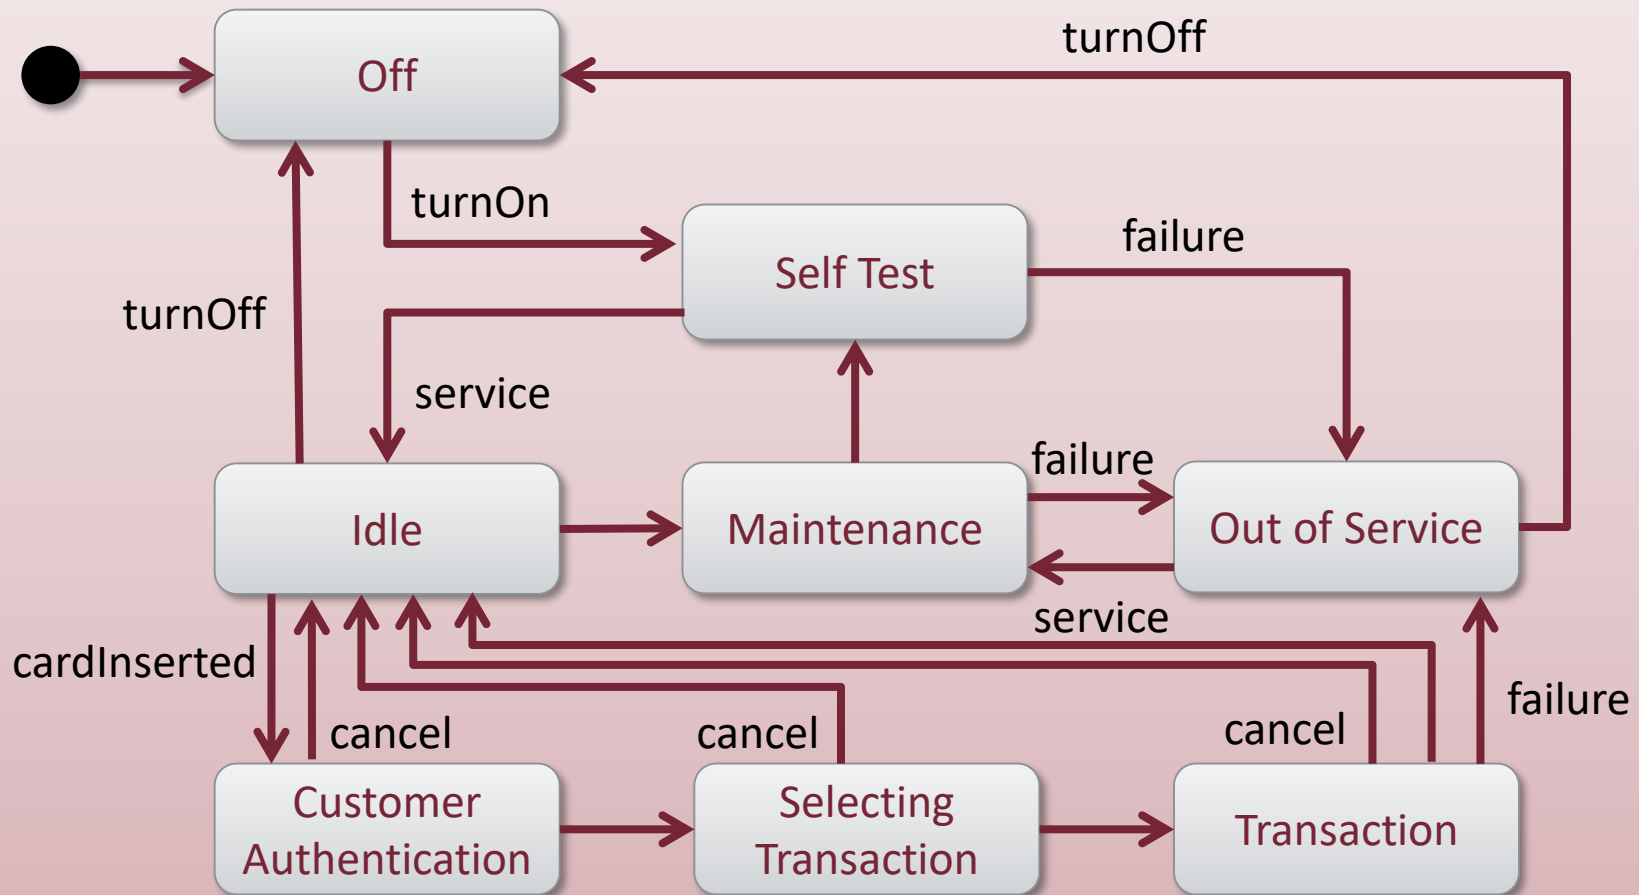 turnOff
Off
turnOn
failure
Self Test
turnOff
service
failure
Idle
Maintenance
Out of Service
service
cardInserted
failure
cancel
cancel
cancel
Customer
Authentication
Selecting
Transaction
Transaction